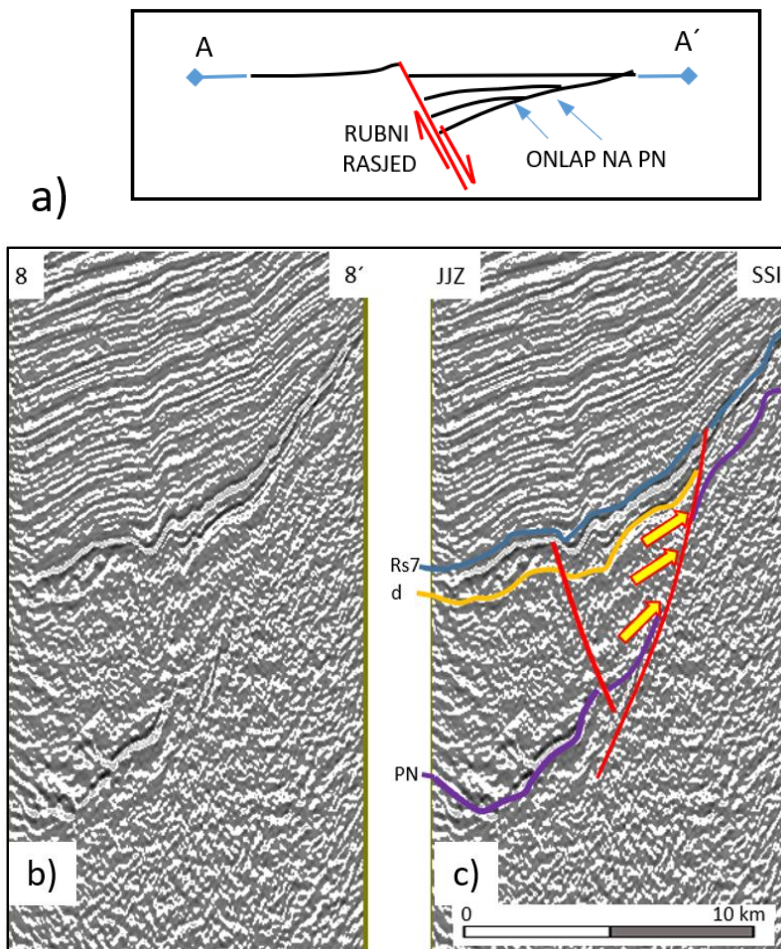 A
A´
RUBNI
RASJED
ONLAP NA PN
a)
8
8´
JJZ
SSI
Rs7
d
PN
b)
c)
0
10 km